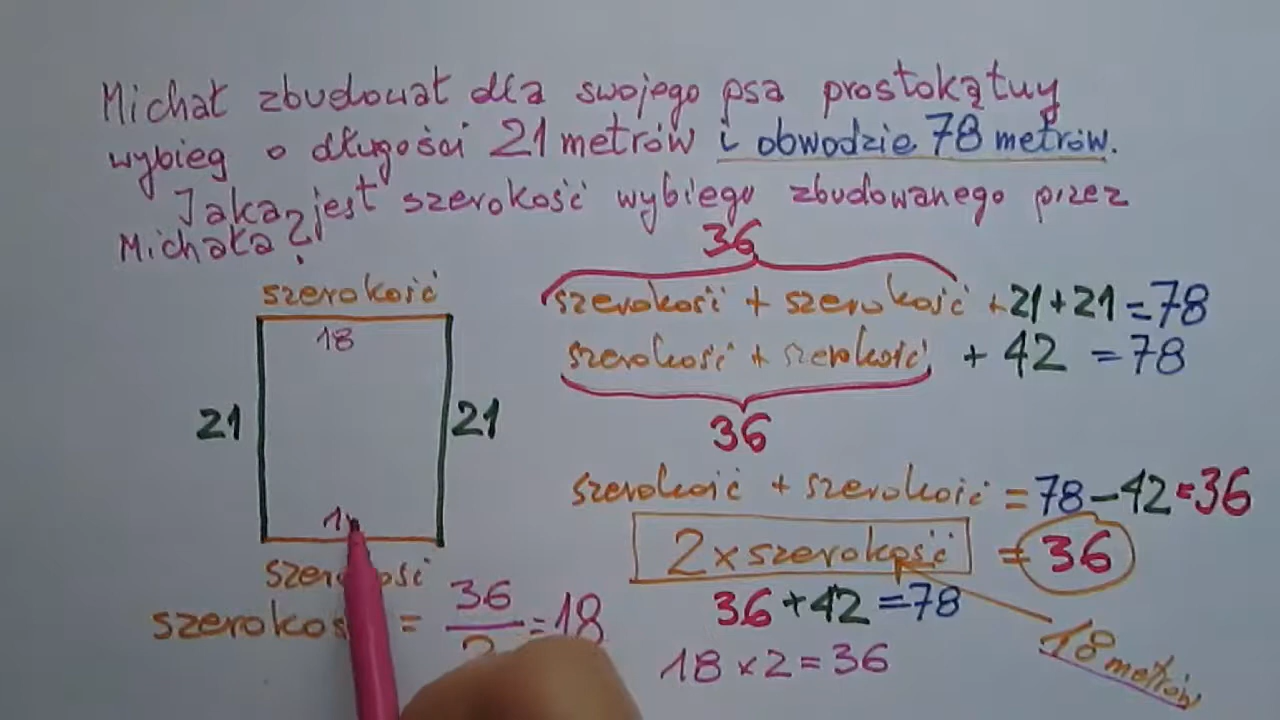 Michał zbudował dla swojego psa prostokątny
wybieg o długości 21 metrów i obwodzie 78 metrów.
Jaka jest szerokość wybiegu zbudowanego przez
Michała?
36
szerokość
szerokość + szerokość + 21 + 21 = 78
18
szerokość + szerokość + 42 = 78
21
21
36
szerokość + szerokość = 78 - 42 = 36
2 x szerokość = 36
36 + 42 = 78
36
= 18
18 x 2 = 36
18 metrów